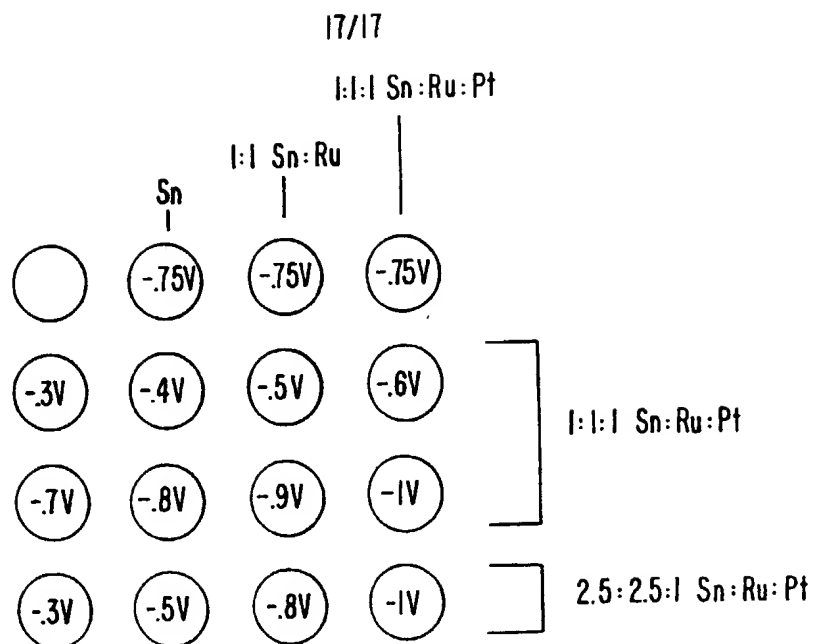 17/17
1:1:1 Sn:Ru:Pt
1:1 Sn:Ru
Sn
-.75V -.75V -.75V
-.3V -.4V -.5V -.6V
1:1:1 Sn:Ru:Pt
-.7V -.8V -.9V -1V
-.3V -.5V -.8V -1V
2.5:2.5:1 Sn:Ru:Pt